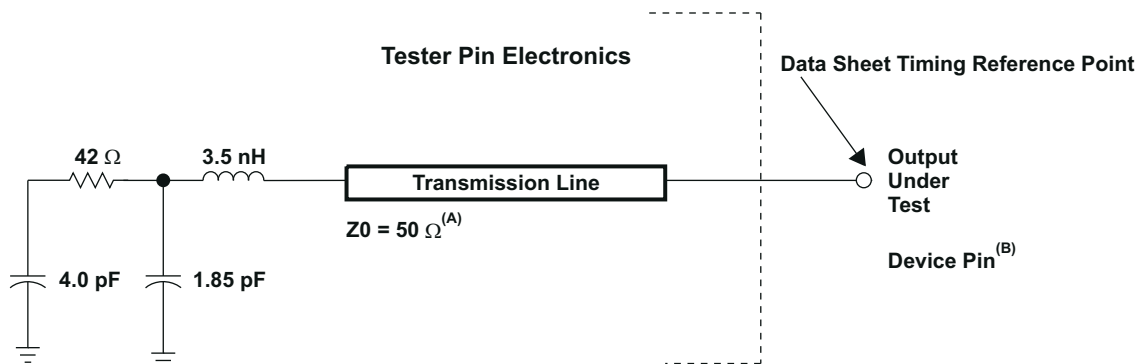 Tester Pin Electronics
Data Sheet Timing Reference Point
42 Ω
3.5 nH
Transmission Line
Output
Under
Test
Z0 = 50 Ω(A)
Device Pin(B)
4.0 pF
1.85 pF